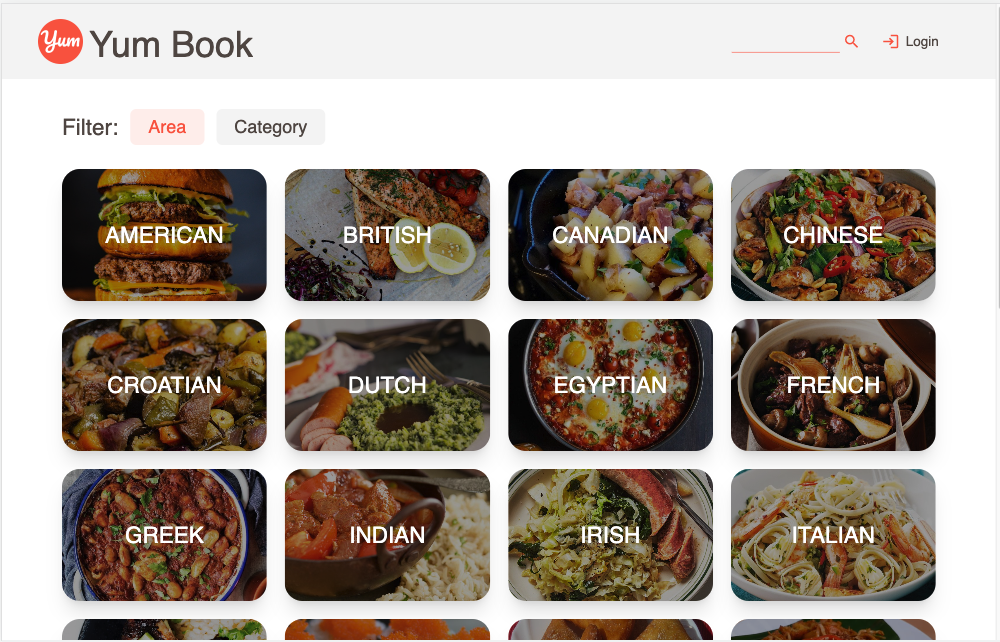 Yum Yum Book
Login
Filter: Area Category
AMERICAN BRITISH CANADIAN CHINESE
CROATIAN DUTCH EGYPTIAN FRENCH
GREEK INDIAN IRISH ITALIAN